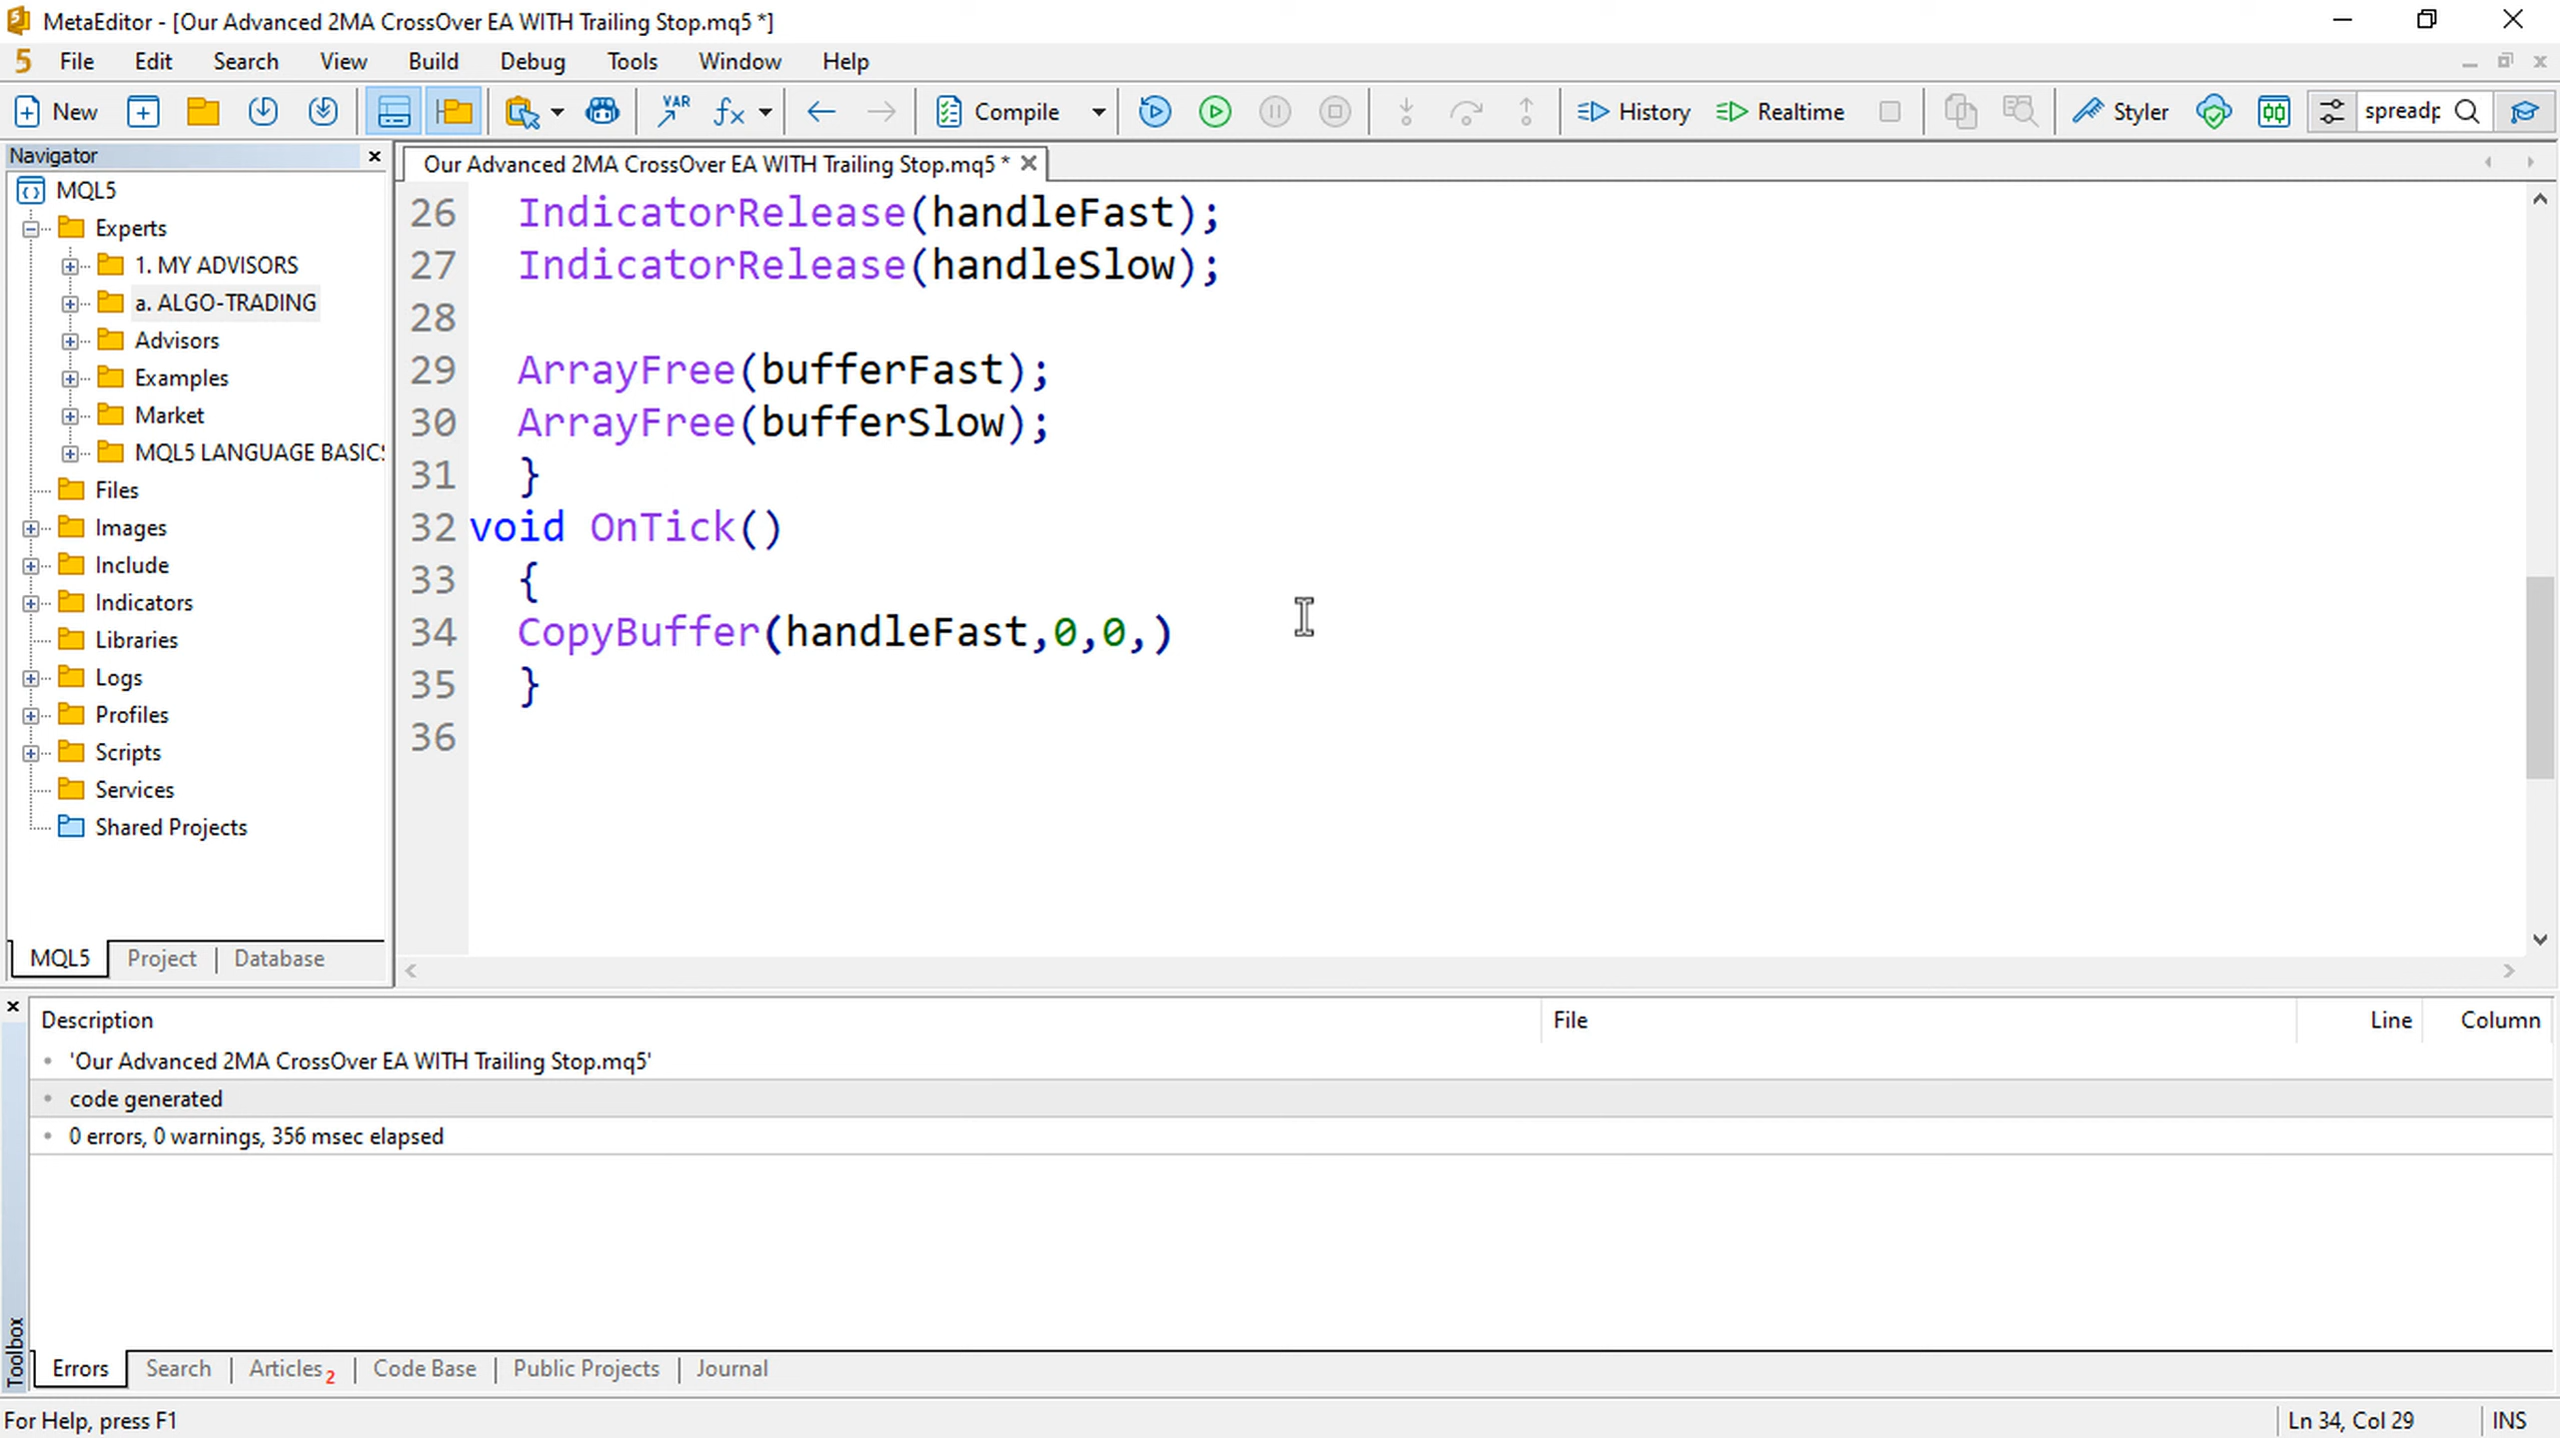 MetaEditor - [Our Advanced 2MA CrossOver EA WITH Trailing Stop.mq5 *]
5 File Edit Search View Build Debug Tools Window Help
New VAR fx Compile History Realtime Styler spreadp
Navigator
Our Advanced 2MA CrossOver EA WITH Trailing Stop.mq5 *
MQL5
Experts
1. MY ADVISORS
a. ALGO-TRADING
Advisors
Examples
Market
MQL5 LANGUAGE BASICS
Files
Images
Include
Indicators
Libraries
Logs
Profiles
Scripts
Services
Shared Projects
MQL5 Project Database
26 IndicatorRelease(handleFast);
27 IndicatorRelease(handleSlow);
28
29 ArrayFree(bufferFast);
30 ArrayFree(bufferSlow);
31 }
32 void OnTick()
33 {
34 CopyBuffer(handleFast,0,0,)
35 }
36
Description File Line Column
'Our Advanced 2MA CrossOver EA WITH Trailing Stop.mq5'
code generated
0 errors, 0 warnings, 356 msec elapsed
Toolbox
Errors Search Articles 2 Code Base Public Projects Journal
For Help, press F1 Ln 34, Col 29 INS